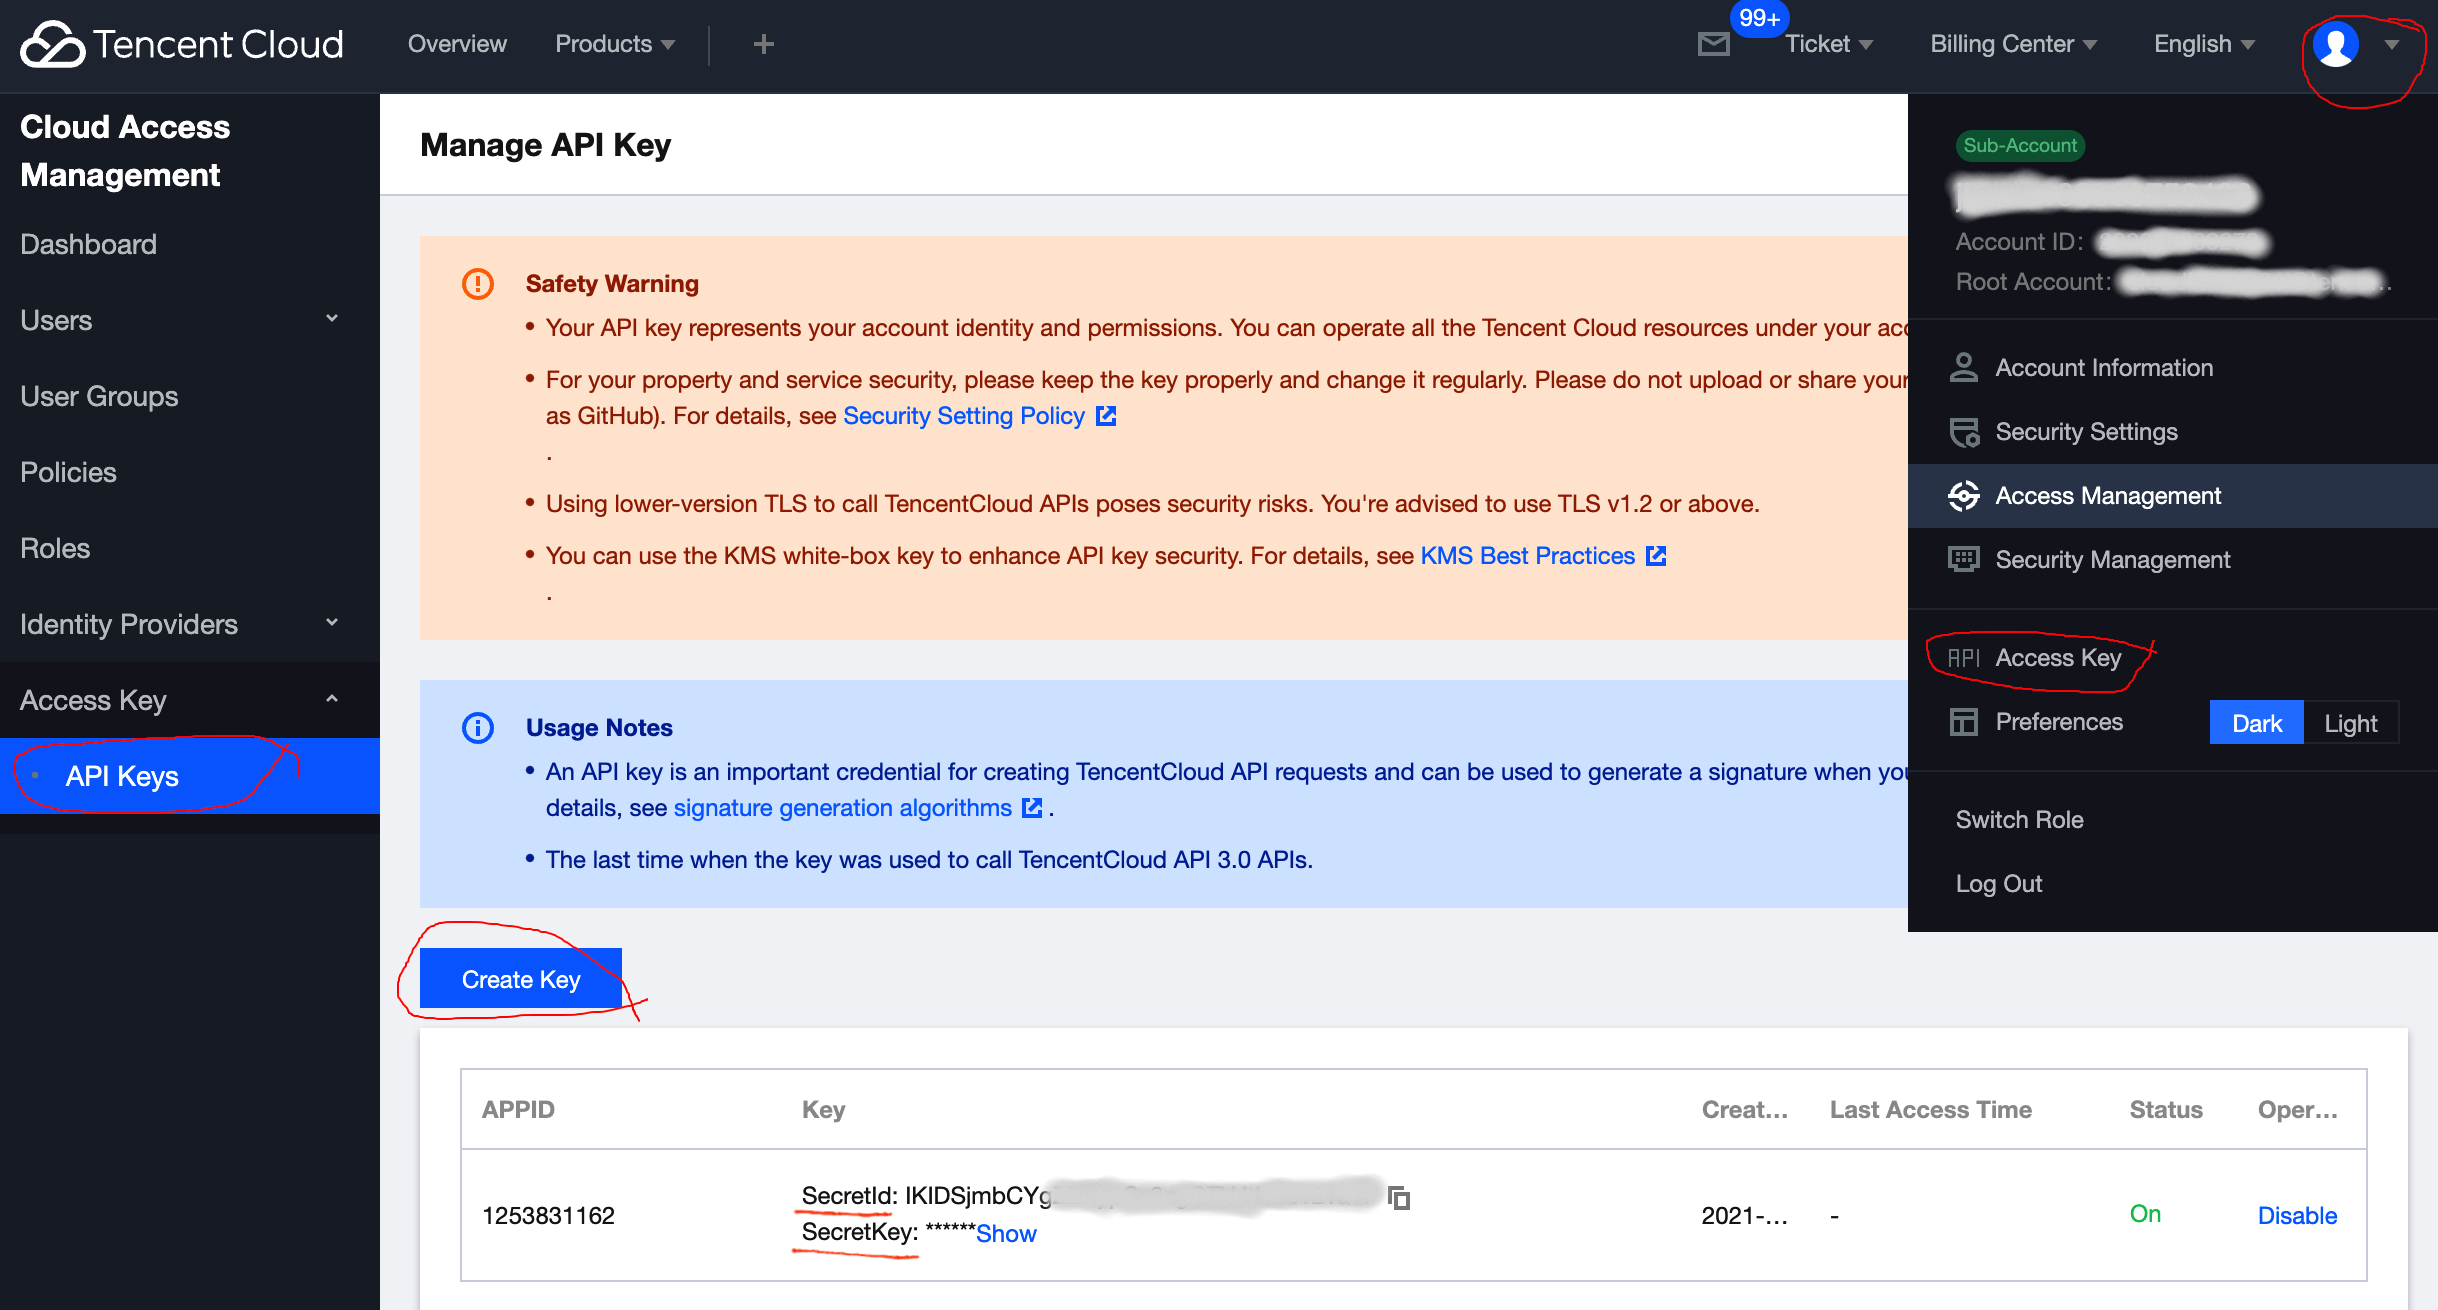 Tencent Cloud
Overview
Products
99+
Ticket
Billing Center
English
Cloud Access
Management
Dashboard
Users
User Groups
Policies
Roles
Identity Providers
Access Key
API Keys
Manage API Key
Safety Warning
• Your API key represents your account identity and permissions. You can operate all the Tencent Cloud resources under your
• For your property and service security, please keep the key properly and change it regularly. Please do not upload or share your
as GitHub). For details, see Security Setting Policy
.
• Using lower-version TLS to call TencentCloud APIs poses security risks. You're advised to use TLS v1.2 or above.
• You can use the KMS white-box key to enhance API key security. For details, see KMS Best Practices
.
Usage Notes
• An API key is an important credential for creating TencentCloud API requests and can be used to generate a signature when
details, see signature generation algorithms .
• The last time when the key was used to call TencentCloud API 3.0 APIs.
Create Key
APPID Key Creat... Last Access Time Status Oper...
SecretId: IKIDSjmbCYg
1253831162 2021-... - On Disable
SecretKey: ******Show
Sub-Account
Account ID:
Root Account:
Account Information
Security Settings
Access Management
Security Management
API Access Key
Preferences Dark Light
Switch Role
Log Out